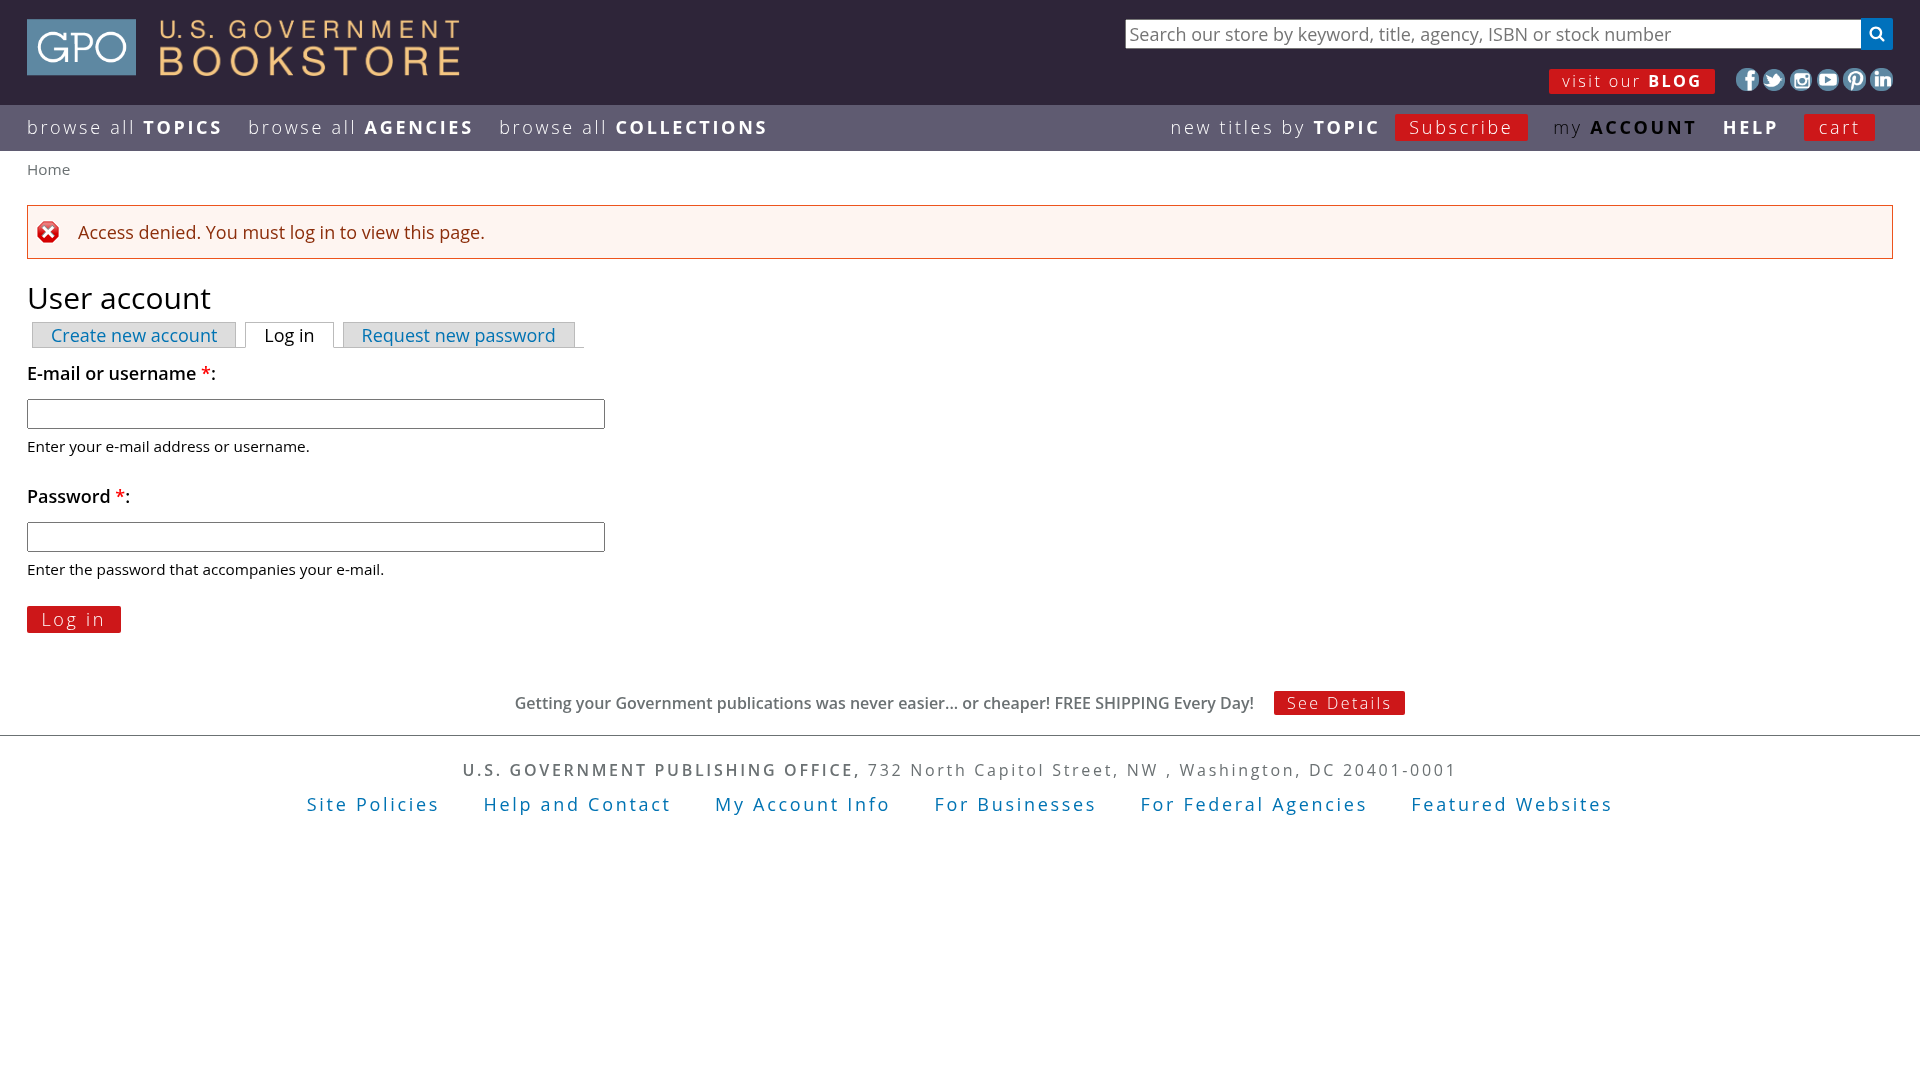 GPO U.S. GOVERNMENT BOOKSTORE
Search our store by keyword, title, agency, ISBN or stock number
visit our BLOG
browse all TOPICS browse all AGENCIES browse all COLLECTIONS new titles by TOPIC Subscribe my ACCOUNT HELP cart
Home
Access denied. You must log in to view this page.
User account
Create new account Log in Request new password
E-mail or username *:
Enter your e-mail address or username.
Password *:
Enter the password that accompanies your e-mail.
Log in
Getting your Government publications was never easier... or cheaper! FREE SHIPPING Every Day! See Details
U.S. GOVERNMENT PUBLISHING OFFICE, 732 North Capitol Street, NW , Washington, DC 20401-0001
Site Policies Help and Contact My Account Info For Businesses For Federal Agencies Featured Websites